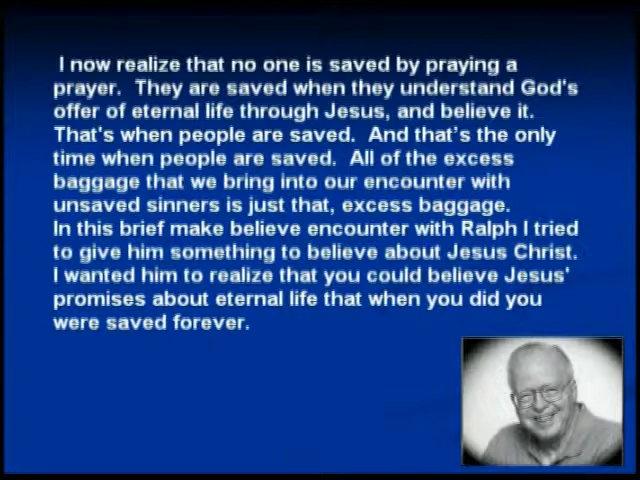 I now realize that no one is saved by praying a
prayer.  They are saved when they understand God's
offer of eternal life through Jesus, and believe it.
That's when people are saved.  And that’s the only
time when people are saved.  All of the excess
baggage that we bring into our encounter with
unsaved sinners is just that, excess baggage.
In this brief make believe encounter with Ralph I tried
to give him something to believe about Jesus Christ.
I wanted him to realize that you could believe Jesus'
promises about eternal life that when you did you
were saved forever.